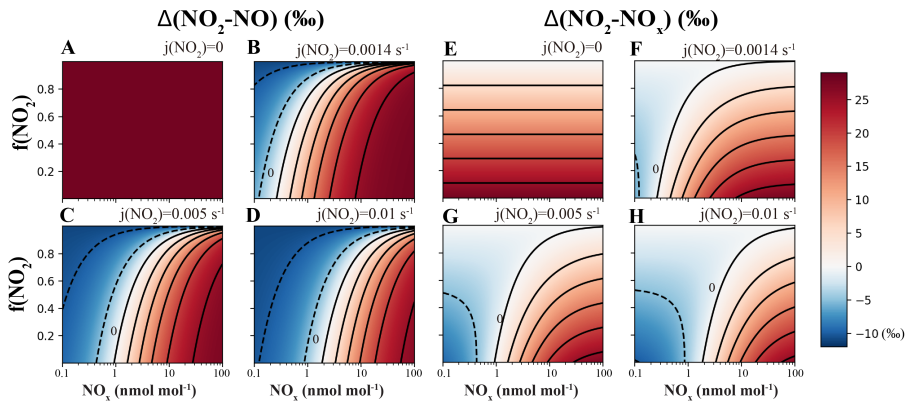 Δ(NO₂-NO) (‰)
Δ(NO₂-NOₓ) (‰)
A
j(NO₂)=0
B
j(NO₂)=0.0014 s⁻¹
E
j(NO₂)=0
F
j(NO₂)=0.0014 s⁻¹
f(NO₂)
0.8
0.6
0.4
0.2
0
0
C
j(NO₂)=0.005 s⁻¹
D
j(NO₂)=0.01 s⁻¹
G
j(NO₂)=0.005 s⁻¹
H
j(NO₂)=0.01 s⁻¹
f(NO₂)
0.8
0.6
0.4
0.2
0
0
0
0
0.1 1 10 100
0.1 1 10 100
0.1 1 10 100
0.1 1 10 100
NOₓ (nmol mol⁻¹)
NOₓ (nmol mol⁻¹)
NOₓ (nmol mol⁻¹)
NOₓ (nmol mol⁻¹)
25
20
15
10
5
0
−5
−10 (‰)